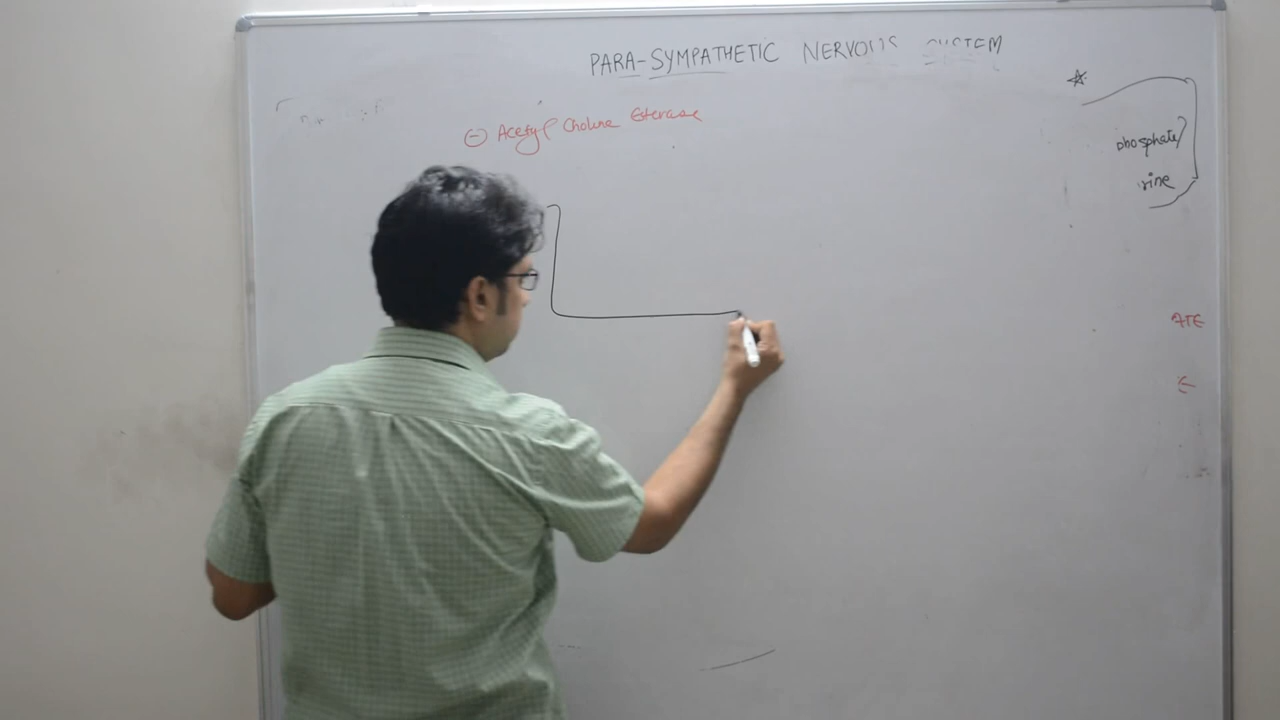 PARA-SYMPATHETIC NERVOUS SYSTEM
(-) Acetyl Choline Esterase
phosphate/
rine
ATE
E